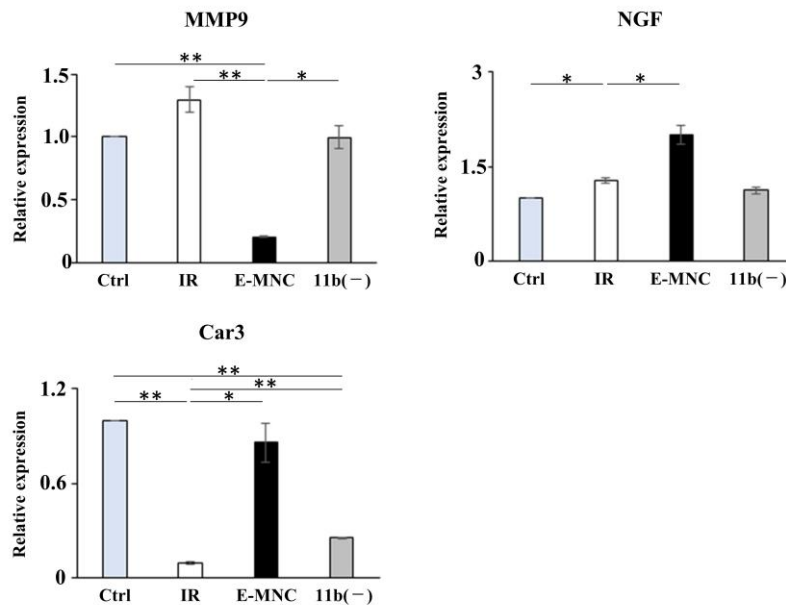 MMP9
**
**
*
Relative expression
1.5
1.0
0.5
0
Ctrl
IR
E-MNC
11b(−)
NGF
*
*
Relative expression
3
1.5
0
Ctrl
IR
E-MNC
11b(−)
Car3
**
**
**
*
Relative expression
1.2
0.6
0
Ctrl
IR
E-MNC
11b(−)